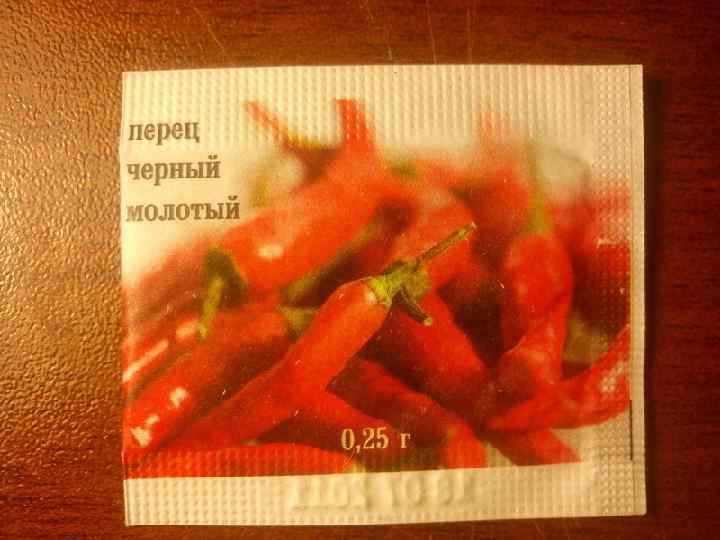 перец
черный
молотый
0,25 г